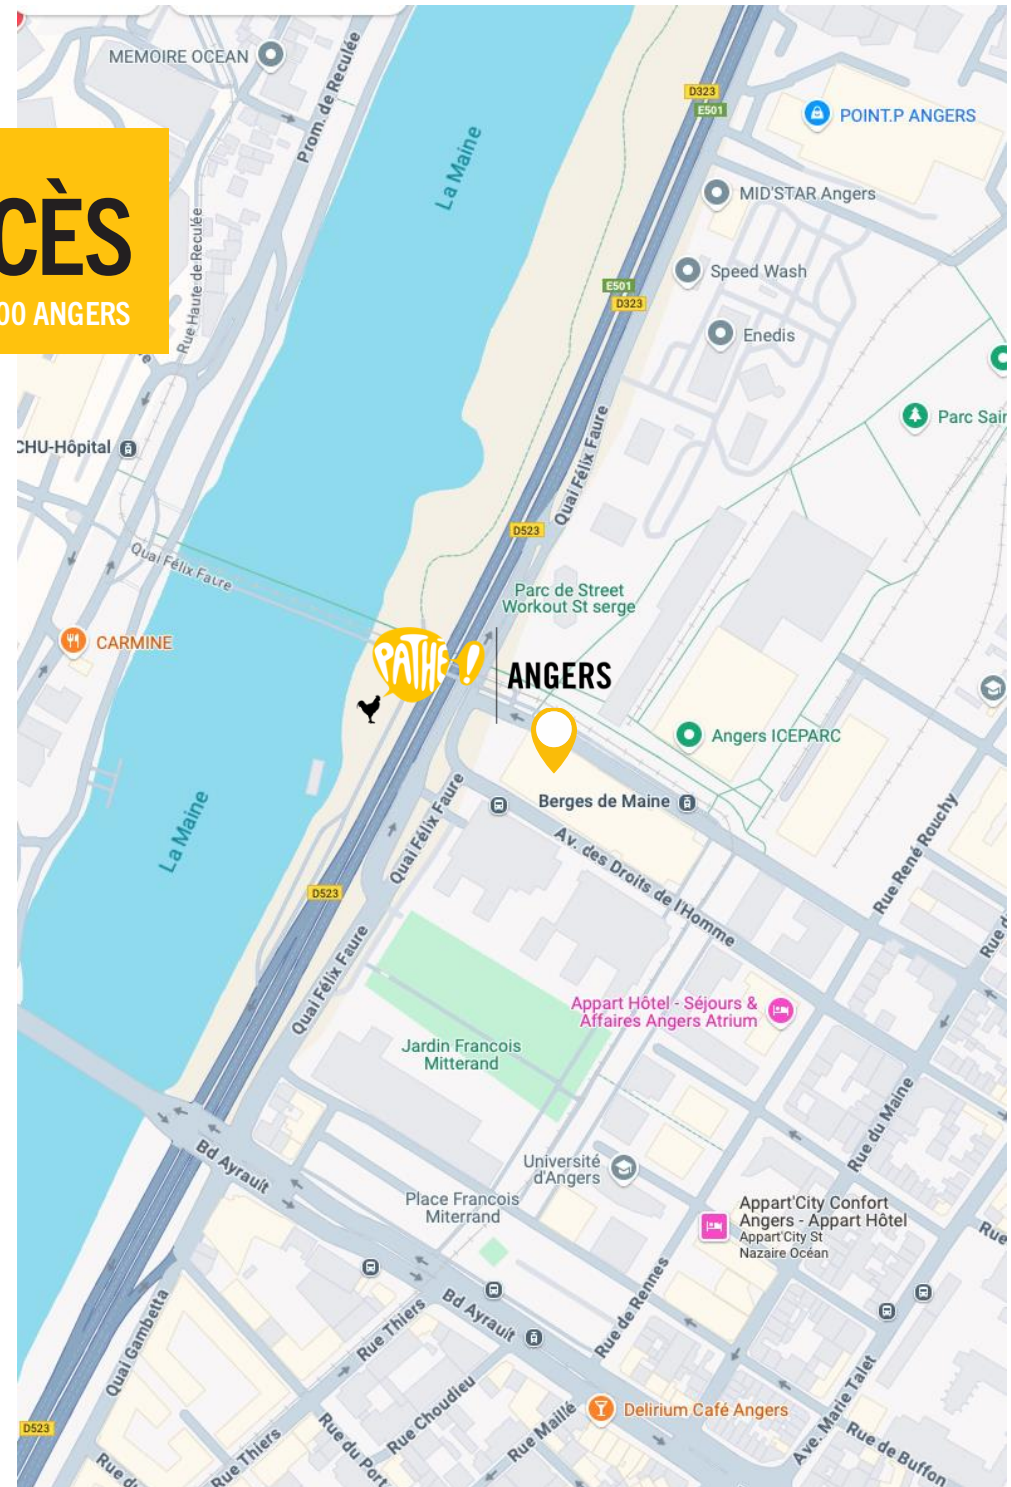 MEMOIRE OCEAN
Prom. de Reculée
La Maine
D323
E501
POINT.P ANGERS
CÈS
00 ANGERS
Rue Haute de Reculée
MID'STAR Angers
Speed Wash
E501
D323
Enedis
Parc Sair
Quai Félix Faure
CHU-Hôpital
D523
Quai Félix Faure
Parc de Street
Workout St serge
CARMINE
PATHÉ!
ANGERS
Angers ICEPARC
Berges de Maine
La Maine
Quai Félix Faure
Av. des Droits de l'Homme
Rue René Rouchy
D523
Quai Félix Faure
Rue d
Appart Hôtel - Séjours &
Affaires Angers Atrium
Jardin Francois
Mitterand
Rue du Maine
Bd Ayrault
Université
d'Angers
Place Francois
Miterrand
Appart'City Confort
Angers - Appart Hôtel
Appart'City St
Nazaire Océan
Rue
Quai Gambetta
Rue Thiers
Bd Ayrault
Rue de Rennes
D523
Rue Choudieu
Rue Maillé
Delirium Café Angers
Ave. Marie Talet
Rue de Buffon
Rue Thiers
Rue du Port
Rue d